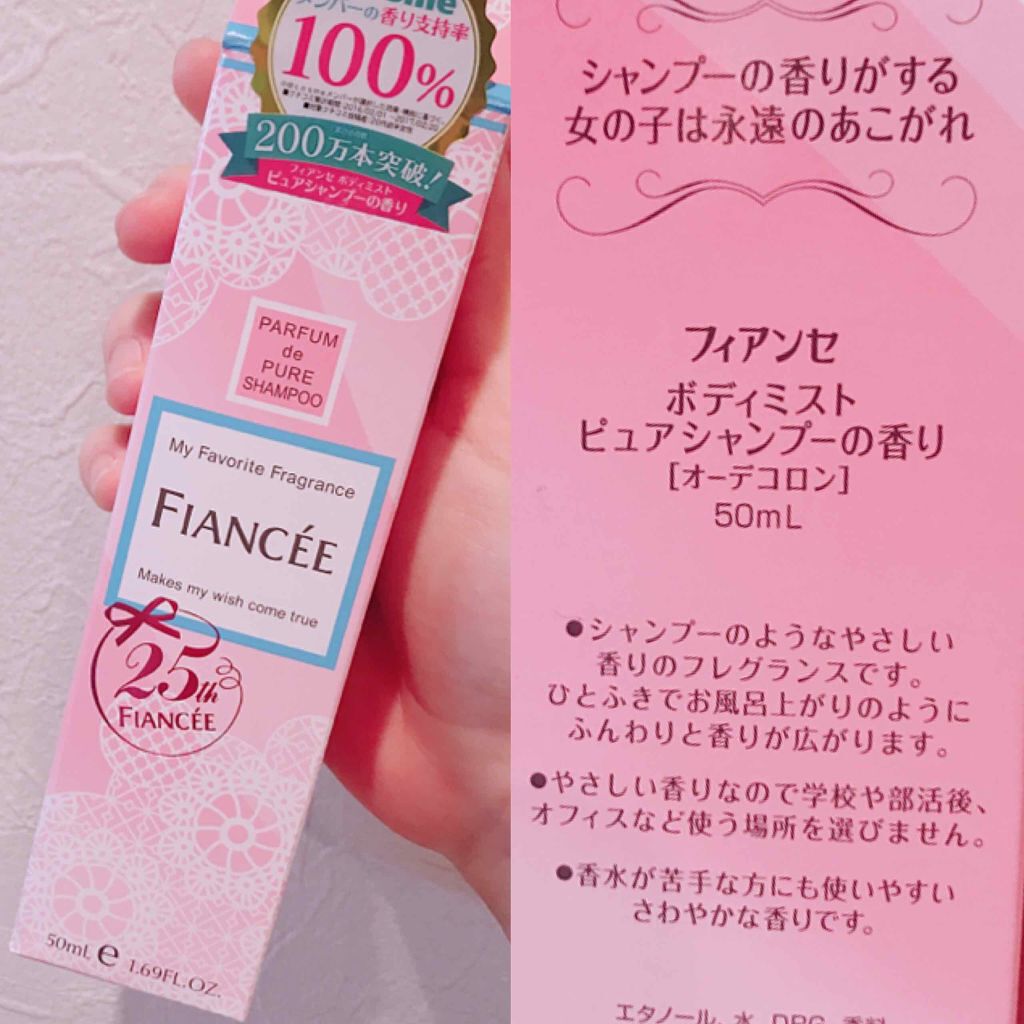 メンバーの香り支持率
100%
200万本突破!
フィアンセ ボディミスト
ピュアシャンプーの香り
PARFUM
de
PURE
SHAMPOO
My Favorite Fragrance
FIANCÉE
Makes my wish come true
25th
FIANCÉE
50mL e 1.69FL.OZ.
シャンプーの香りがする
女の子は永遠のあこがれ
フィアンセ
ボディミスト
ピュアシャンプーの香り
[オーデコロン]
50mL
●シャンプーのようなやさしい
香りのフレグランスです。
ひとふきでお風呂上がりのように
ふんわりと香りが広がります。
●やさしい香りなので学校や部活後、
オフィスなど使う場所を選びません。
●香水が苦手な方にも使いやすい
さわやかな香りです。
エタノール、水、DPG、香料